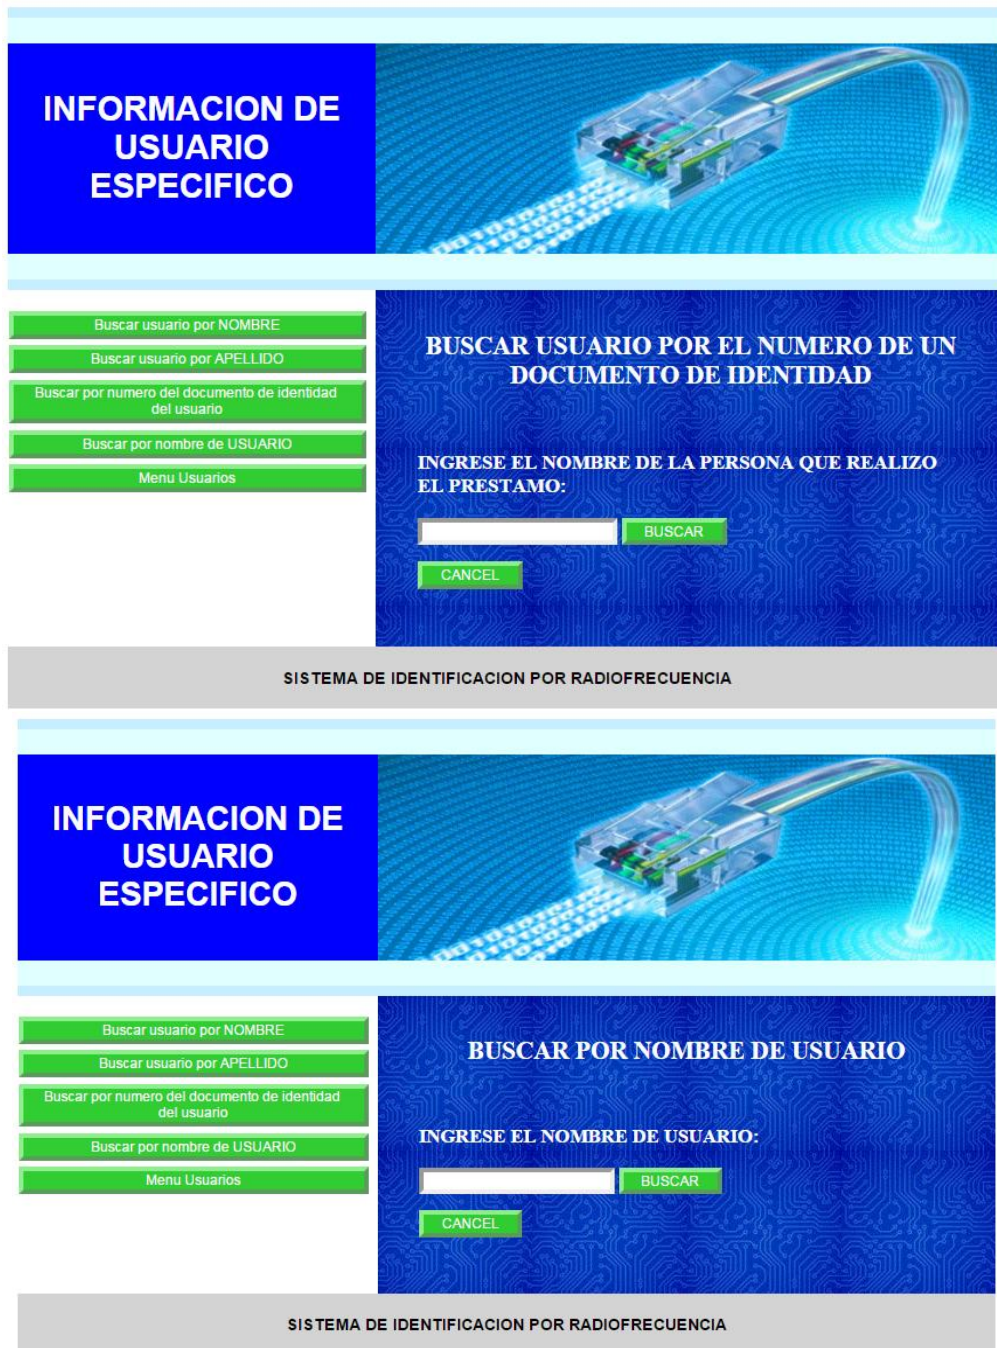 INFORMACION DE
USUARIO
ESPECIFICO
Buscar usuario por NOMBRE
Buscar usuario por APELLIDO
Buscar por numero del documento de identidad
del usuario
Buscar por nombre de USUARIO
Menu Usuarios
BUSCAR USUARIO POR EL NUMERO DE UN
DOCUMENTO DE IDENTIDAD
INGRESE EL NOMBRE DE LA PERSONA QUE REALIZO
EL PRESTAMO:
BUSCAR
CANCEL
SISTEMA DE IDENTIFICACION POR RADIOFRECUENCIA
INFORMACION DE
USUARIO
ESPECIFICO
Buscar usuario por NOMBRE
Buscar usuario por APELLIDO
Buscar por numero del documento de identidad
del usuario
Buscar por nombre de USUARIO
Menu Usuarios
BUSCAR POR NOMBRE DE USUARIO
INGRESE EL NOMBRE DE USUARIO:
BUSCAR
CANCEL
SISTEMA DE IDENTIFICACION POR RADIOFRECUENCIA